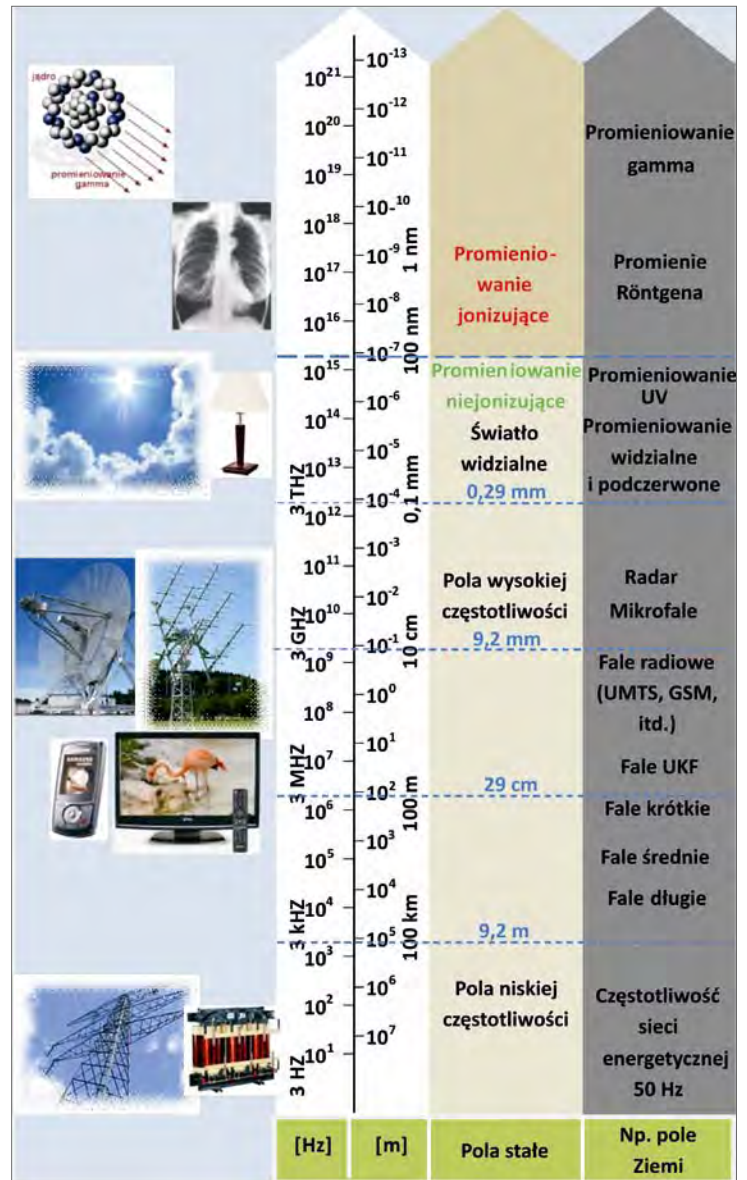 jądro
promieniowanie
gamma
10²¹
10²⁰
10¹⁹
10¹⁸
10¹⁷
10¹⁶
10¹⁵
10¹⁴
10¹³
10¹²
10¹¹
10¹⁰
10⁹
10⁸
10⁷
10⁶
10⁵
10⁴
10³
10²
10¹
3 THZ
3 GHZ
3 MHZ
3 kHZ
3 HZ
10⁻¹³
10⁻¹²
10⁻¹¹
10⁻¹⁰
10⁻⁹
10⁻⁸
10⁻⁷
10⁻⁶
10⁻⁵
10⁻⁴
10⁻³
10⁻²
10⁻¹
10⁰
10¹
10²
10³
10⁴
10⁵
10⁶
10⁷
1 nm
100 nm
0,1 mm
10 cm
100 m
100 km
Promienio-
wanie
jonizujące
Promieniowanie
niejonizujące
Światło
widzialne
0,29 mm
Pola wysokiej
częstotliwości
9,2 mm
29 cm
9,2 m
Pola niskiej
częstotliwości
Promieniowanie
gamma
Promienie
Röntgena
Promieniowanie
UV
Promieniowanie
widzialne
i podczerwone
Radar
Mikrofale
Fale radiowe
(UMTS, GSM,
itd.)
Fale UKF
Fale krótkie
Fale średnie
Fale długie
Częstotliwość
sieci
energetycznej
50 Hz
[Hz]
[m]
Pola stałe
Np. pole
Ziemi